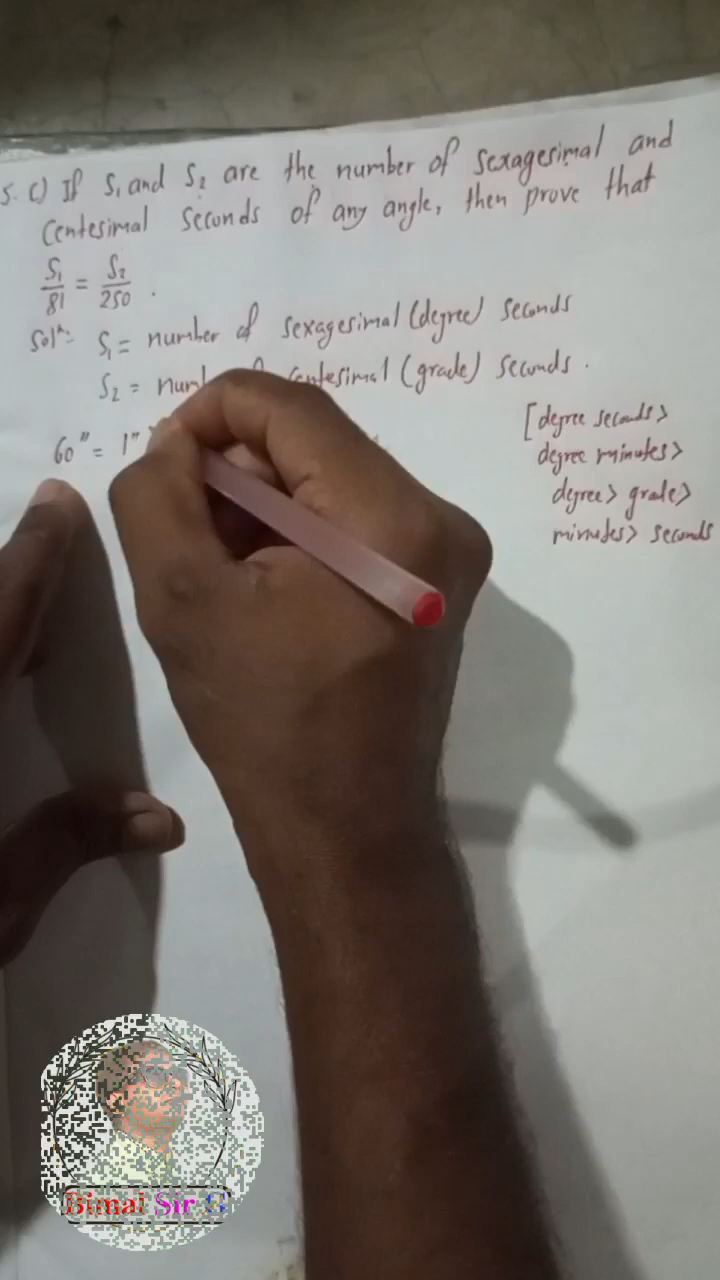 5. c) If S₁ and S₂ are the number of sexagesimal and
Centesimal seconds of any angle, then prove that
S₁/81 = S₂/250 .
Solⁿ: S₁ = number of sexagesimal (degree) seconds
S₂ = num centesimal (grade) seconds .
60" = 1"
[degree seconds>
degree minutes>
degree> grade>
minutes> seconds
Bimal Sir G